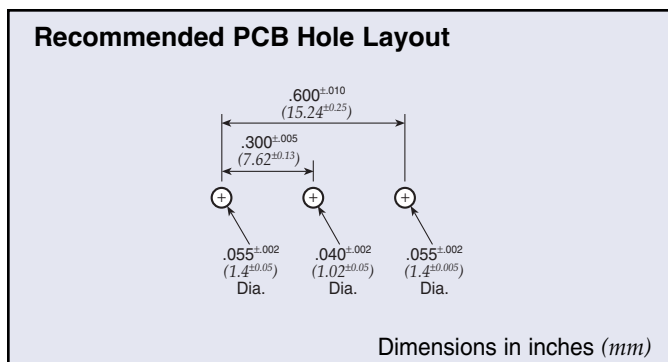 Recommended PCB Hole Layout
.600±.010
(15.24±0.25)
.300±.005
(7.62±0.13)
.055±.002
(1.4±0.05)
Dia.
.040±.002
(1.02±0.05)
Dia.
.055±.002
(1.4±0.005)
Dia.
Dimensions in inches (mm)